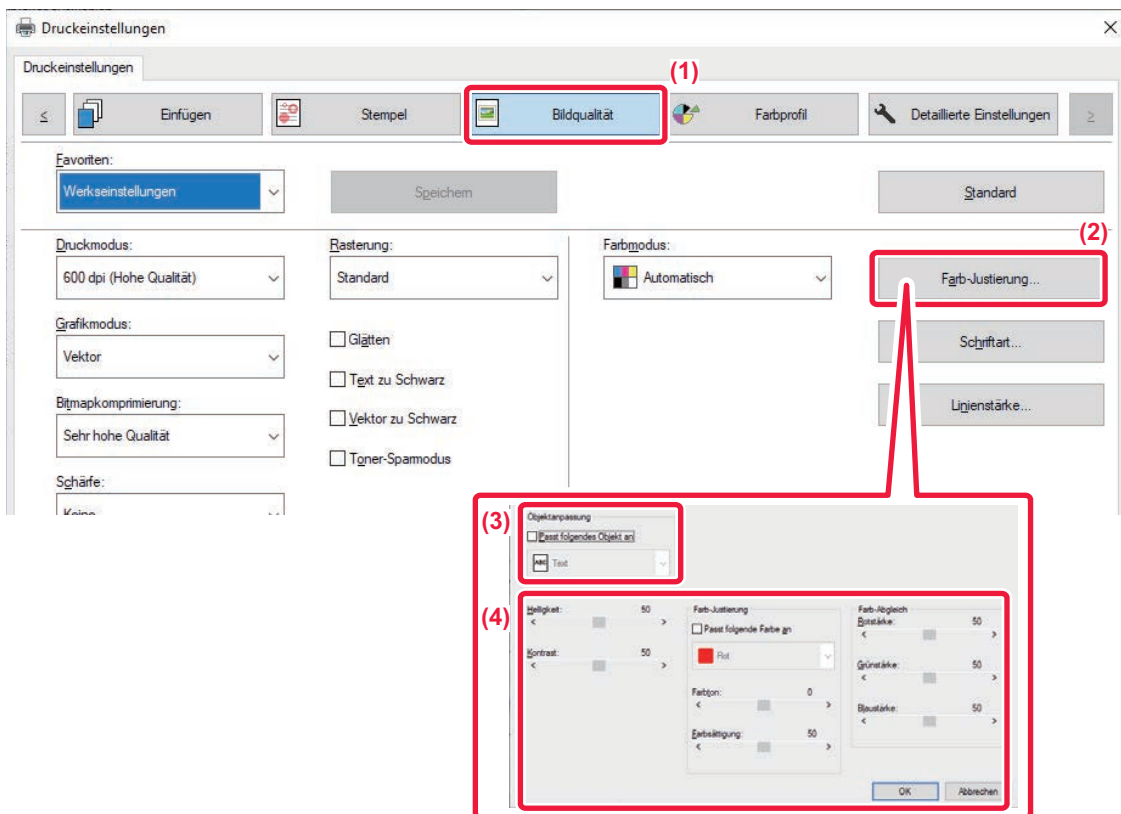 Druckeinstellungen
Druckeinstellungen
(1)
<
Einfügen
Stempel
Bildqualität
Farbprofil
Detaillierte Einstellungen
>
Favoriten:
Werkseinstellungen
Speichern
Standard
(2)
Druckmodus:
600 dpi (Hohe Qualität)
Rasterung:
Standard
Farbmodus:
Automatisch
Farb-Justierung...
Grafikmodus:
Vektor
Glätten
Text zu Schwarz
Vektor zu Schwarz
Toner-Sparmodus
Schriftart...
Linienstärke...
Bitmapkomprimierung:
Sehr hohe Qualität
Schärfe:
Keine
(3)
Objektanpassung
Passt folgendes Objekt an
ABC Text
(4)
Helligkeit: 50
< >
Kontrast: 50
< >
Farb-Justierung
Passt folgende Farbe an
Rot
Farbton: 0
< >
Farbsättigung: 50
< >
Farb-Abgleich
Rotstärke: 50
< >
Grünstärke: 50
< >
Blaustärke: 50
< >
OK
Abbrechen